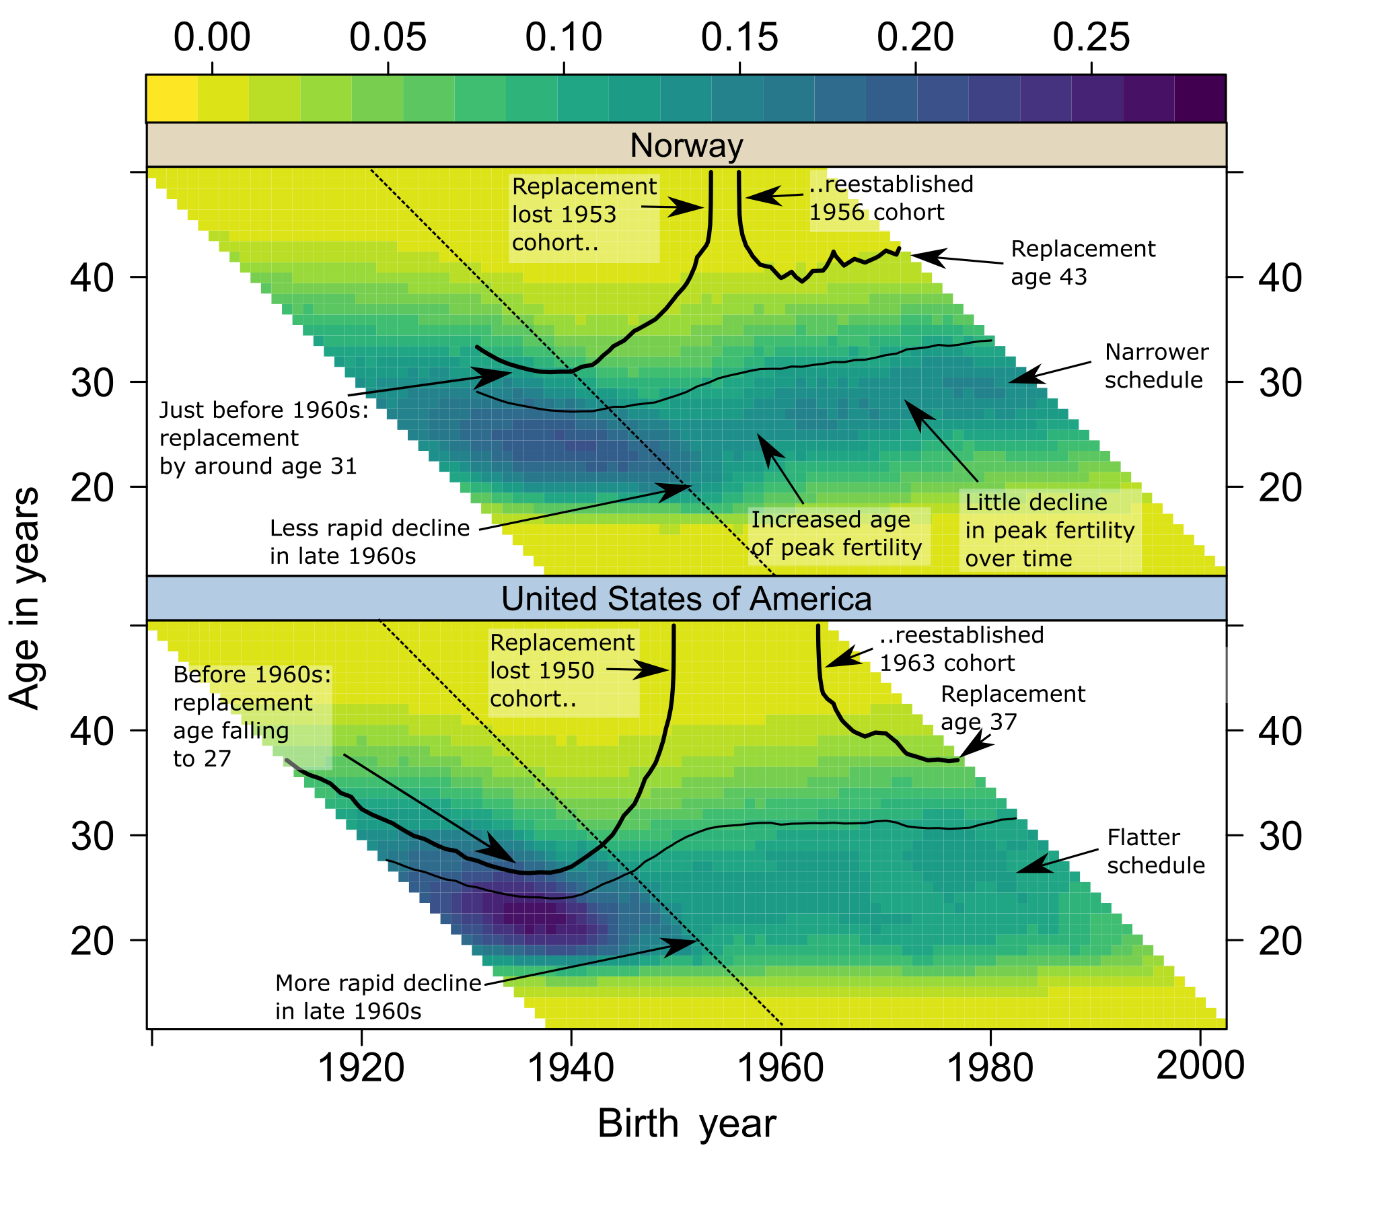 0.00 0.05 0.10 0.15 0.20 0.25
Norway
Replacement
lost 1953
cohort..
..reestablished
1956 cohort
Replacement
age 43
Narrower
schedule
Just before 1960s:
replacement
by around age 31
Less rapid decline
in late 1960s
Increased age
of peak fertility
Little decline
in peak fertility
over time
40
30
20
40
30
20
Age in years
United States of America
Before 1960s:
replacement
age falling
to 27
Replacement
lost 1950
cohort..
..reestablished
1963 cohort
Replacement
age 37
Flatter
schedule
More rapid decline
in late 1960s
40
30
20
40
30
20
1920 1940 1960 1980 2000
Birth year